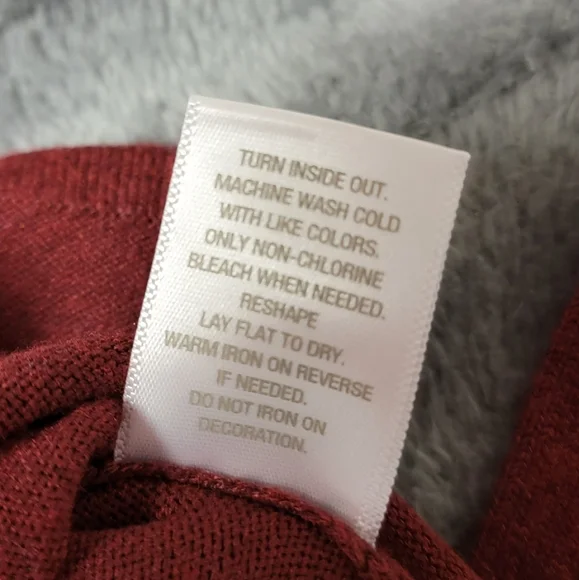 TURN INSIDE OUT.
MACHINE WASH COLD
WITH LIKE COLORS.
ONLY NON-CHLORINE
BLEACH WHEN NEEDED.
RESHAPE
LAY FLAT TO DRY.
WARM IRON ON REVERSE
IF NEEDED.
DO NOT IRON ON
DECORATION.